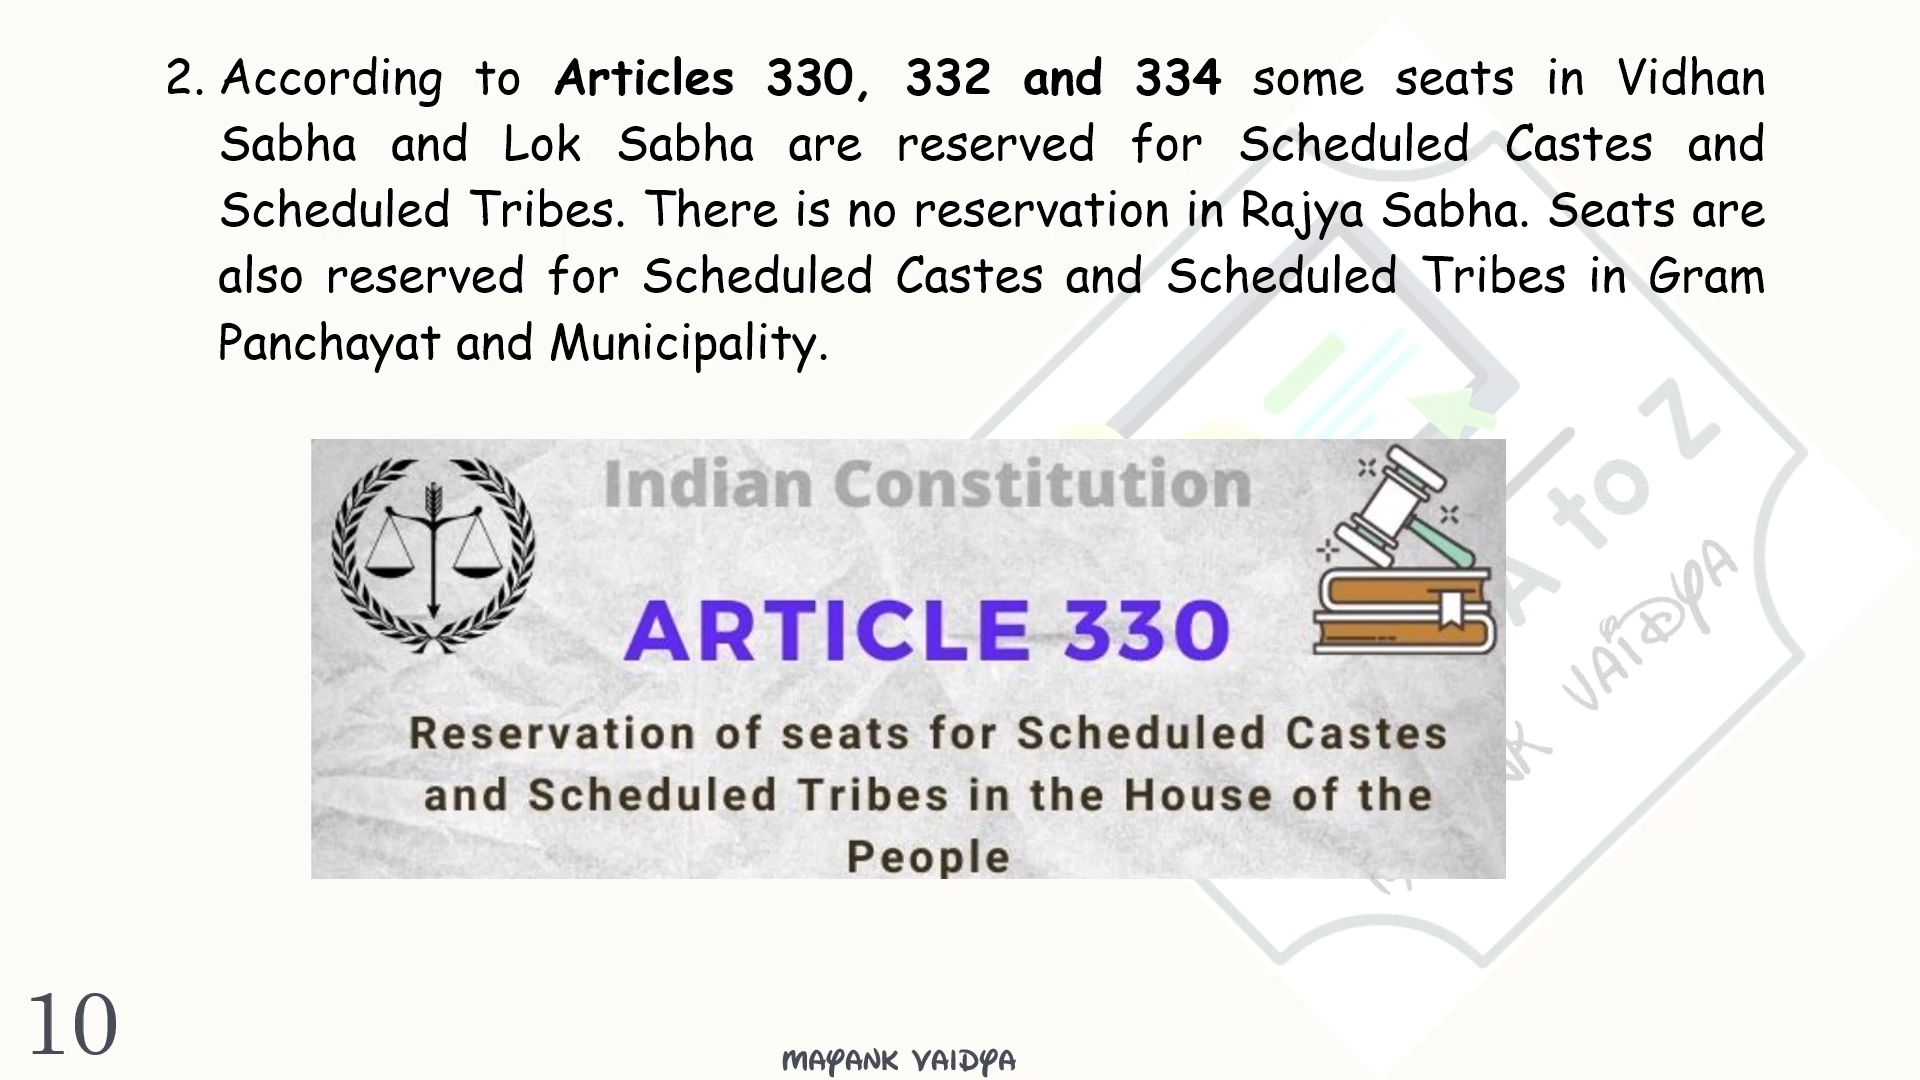 2. According to Articles 330, 332 and 334 some seats in Vidhan
Sabha and Lok Sabha are reserved for Scheduled Castes and
Scheduled Tribes. There is no reservation in Rajya Sabha. Seats are
also reserved for Scheduled Castes and Scheduled Tribes in Gram
Panchayat and Municipality.
Indian Constitution
ARTICLE 330
Reservation of seats for Scheduled Castes
and Scheduled Tribes in the House of the
People
A to Z
VAIDYA
10
MAYANK VAIDYA